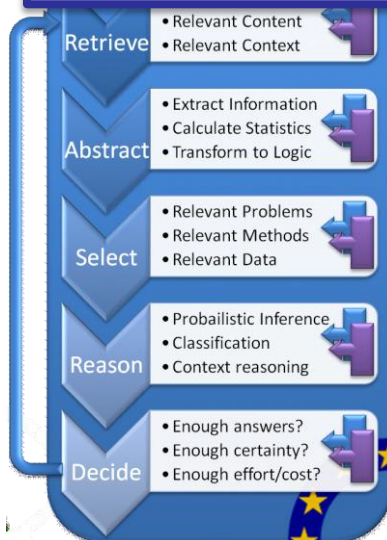 Retrieve
• Relevant Content
• Relevant Context
Abstract
• Extract Information
• Calculate Statistics
• Transform to Logic
Select
• Relevant Problems
• Relevant Methods
• Relevant Data
Reason
• Probailistic Inference
• Classification
• Context reasoning
Decide
• Enough answers?
• Enough certainty?
• Enough effort/cost?